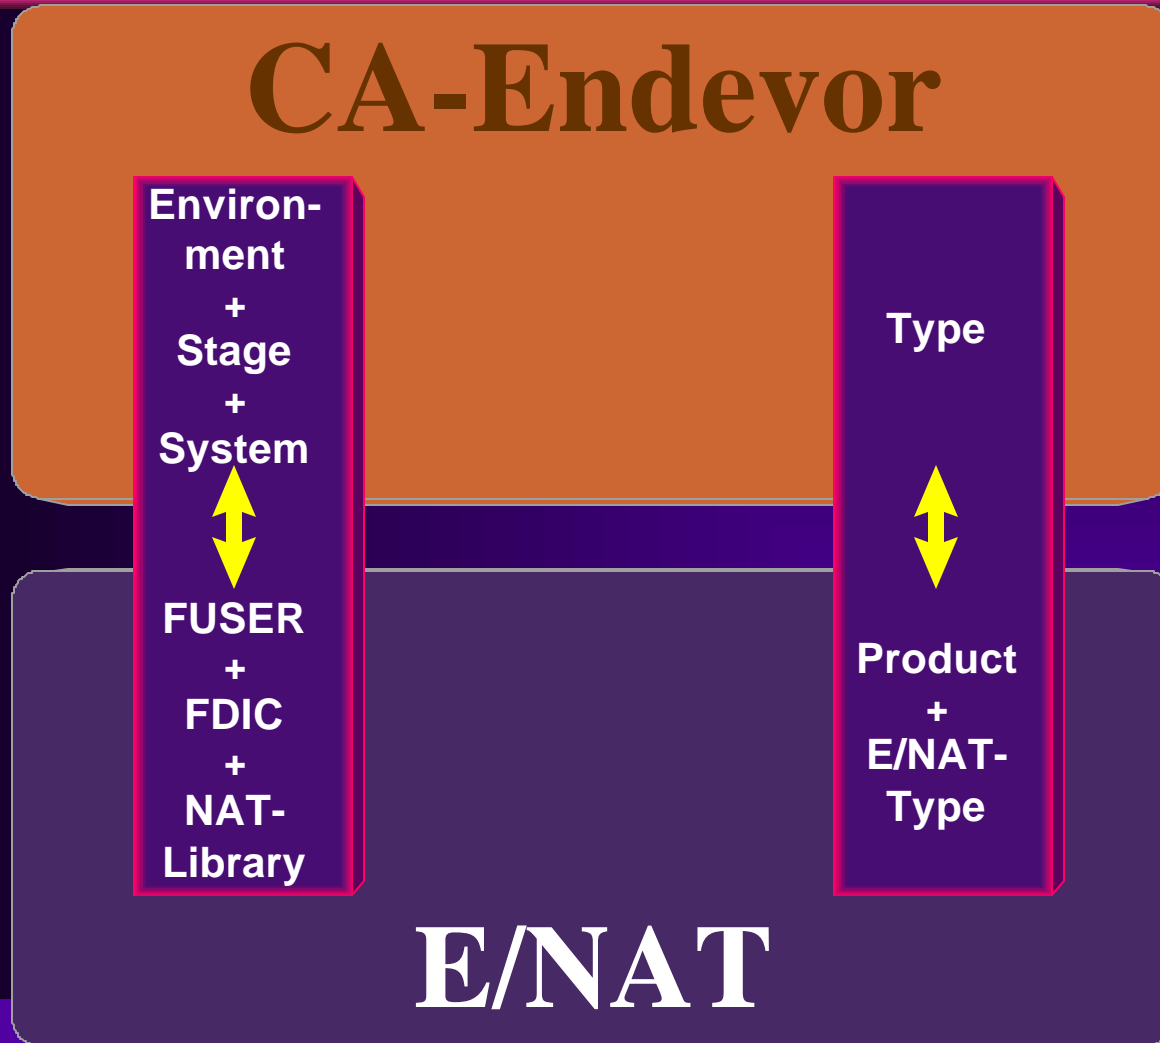 CA-Endevor
Environ-
ment
+
Stage
+
System
FUSER
+
FDIC
+
NAT-
Library
Type
Product
+
E/NAT-
Type
E/NAT